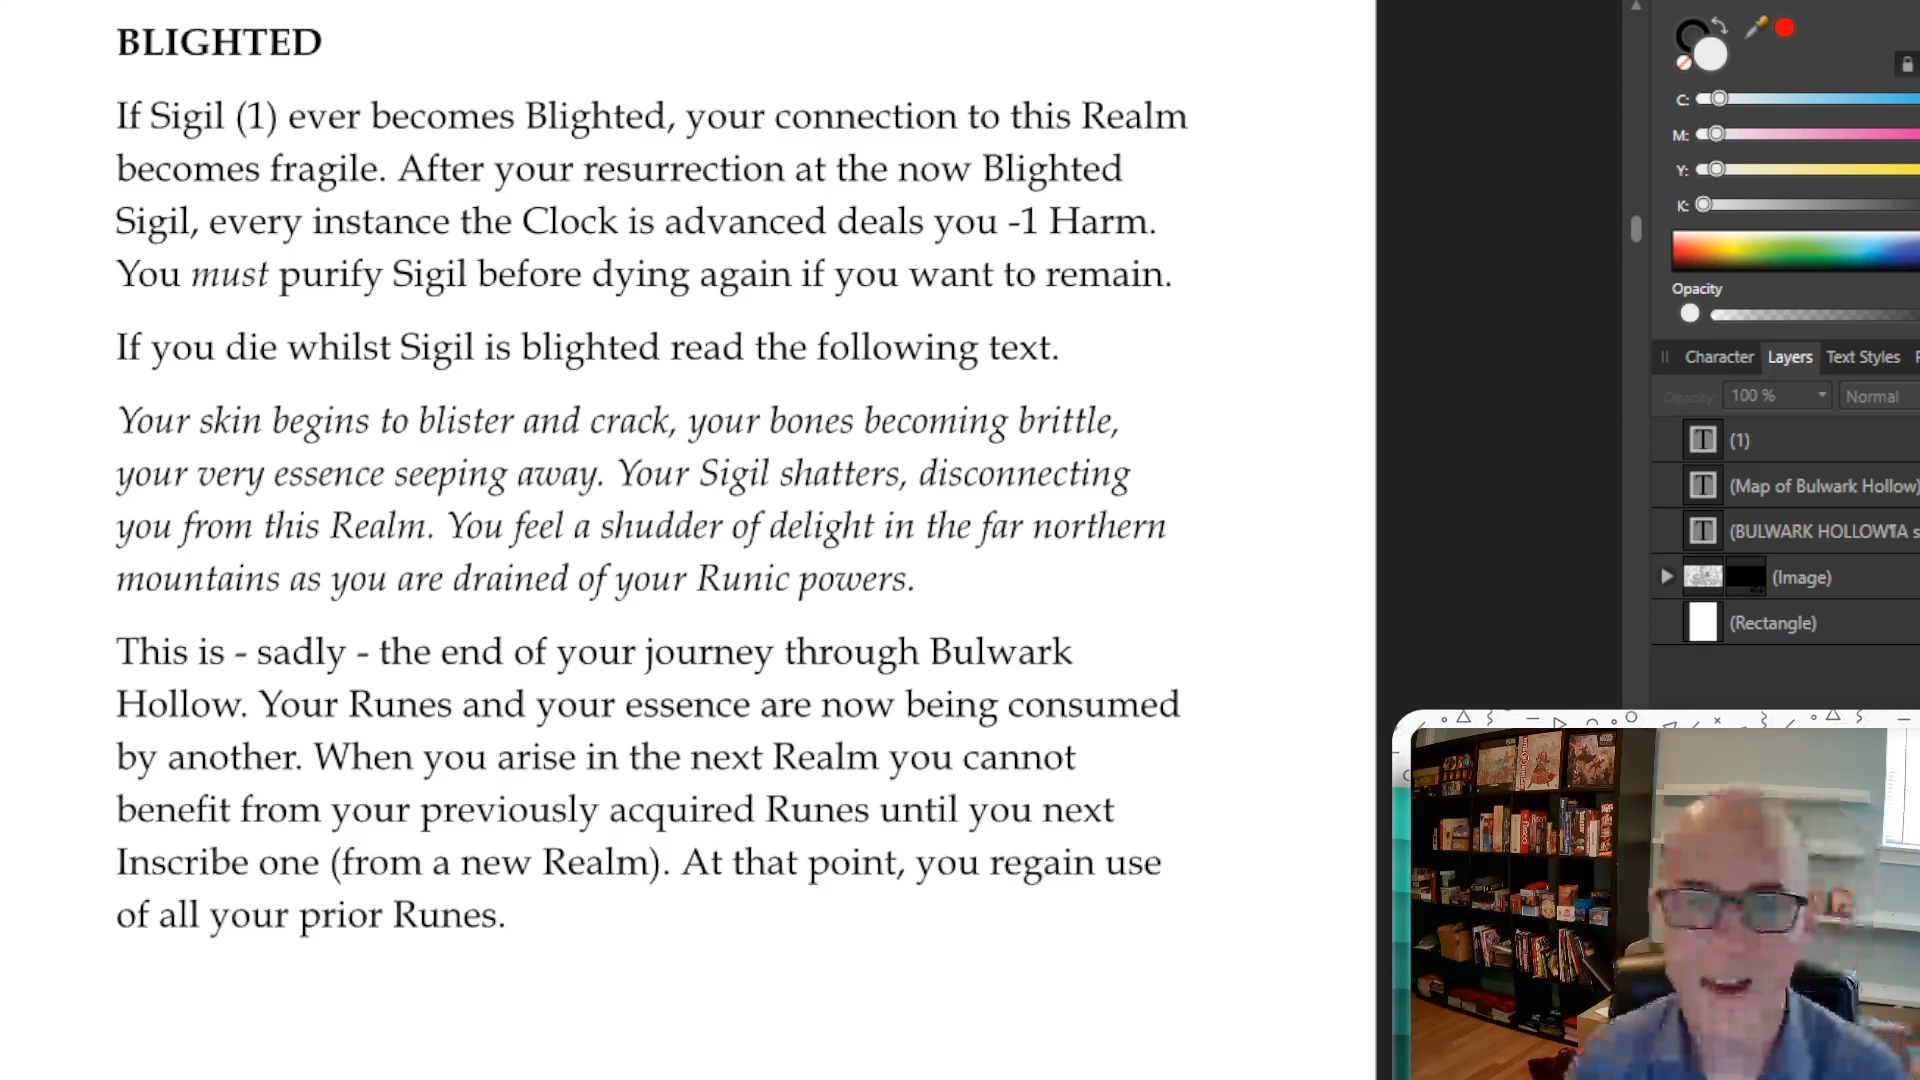 BLIGHTED
If Sigil (1) ever becomes Blighted, your connection to this Realm
becomes fragile. After your resurrection at the now Blighted
Sigil, every instance the Clock is advanced deals you -1 Harm.
You must purify Sigil before dying again if you want to remain.
If you die whilst Sigil is blighted read the following text.
Your skin begins to blister and crack, your bones becoming brittle,
your very essence seeping away. Your Sigil shatters, disconnecting
you from this Realm. You feel a shudder of delight in the far northern
mountains as you are drained of your Runic powers.
This is - sadly - the end of your journey through Bulwark
Hollow. Your Runes and your essence are now being consumed
by another. When you arise in the next Realm you cannot
benefit from your previously acquired Runes until you next
Inscribe one (from a new Realm). At that point, you regain use
of all your prior Runes.
C:
M:
Y:
K:
Opacity
Character Layers Text Styles
Opacity: 100 % Normal
(1)
(Map of Bulwark Hollow)
(BULWARK HOLLOW¶A s
(Image)
(Rectangle)